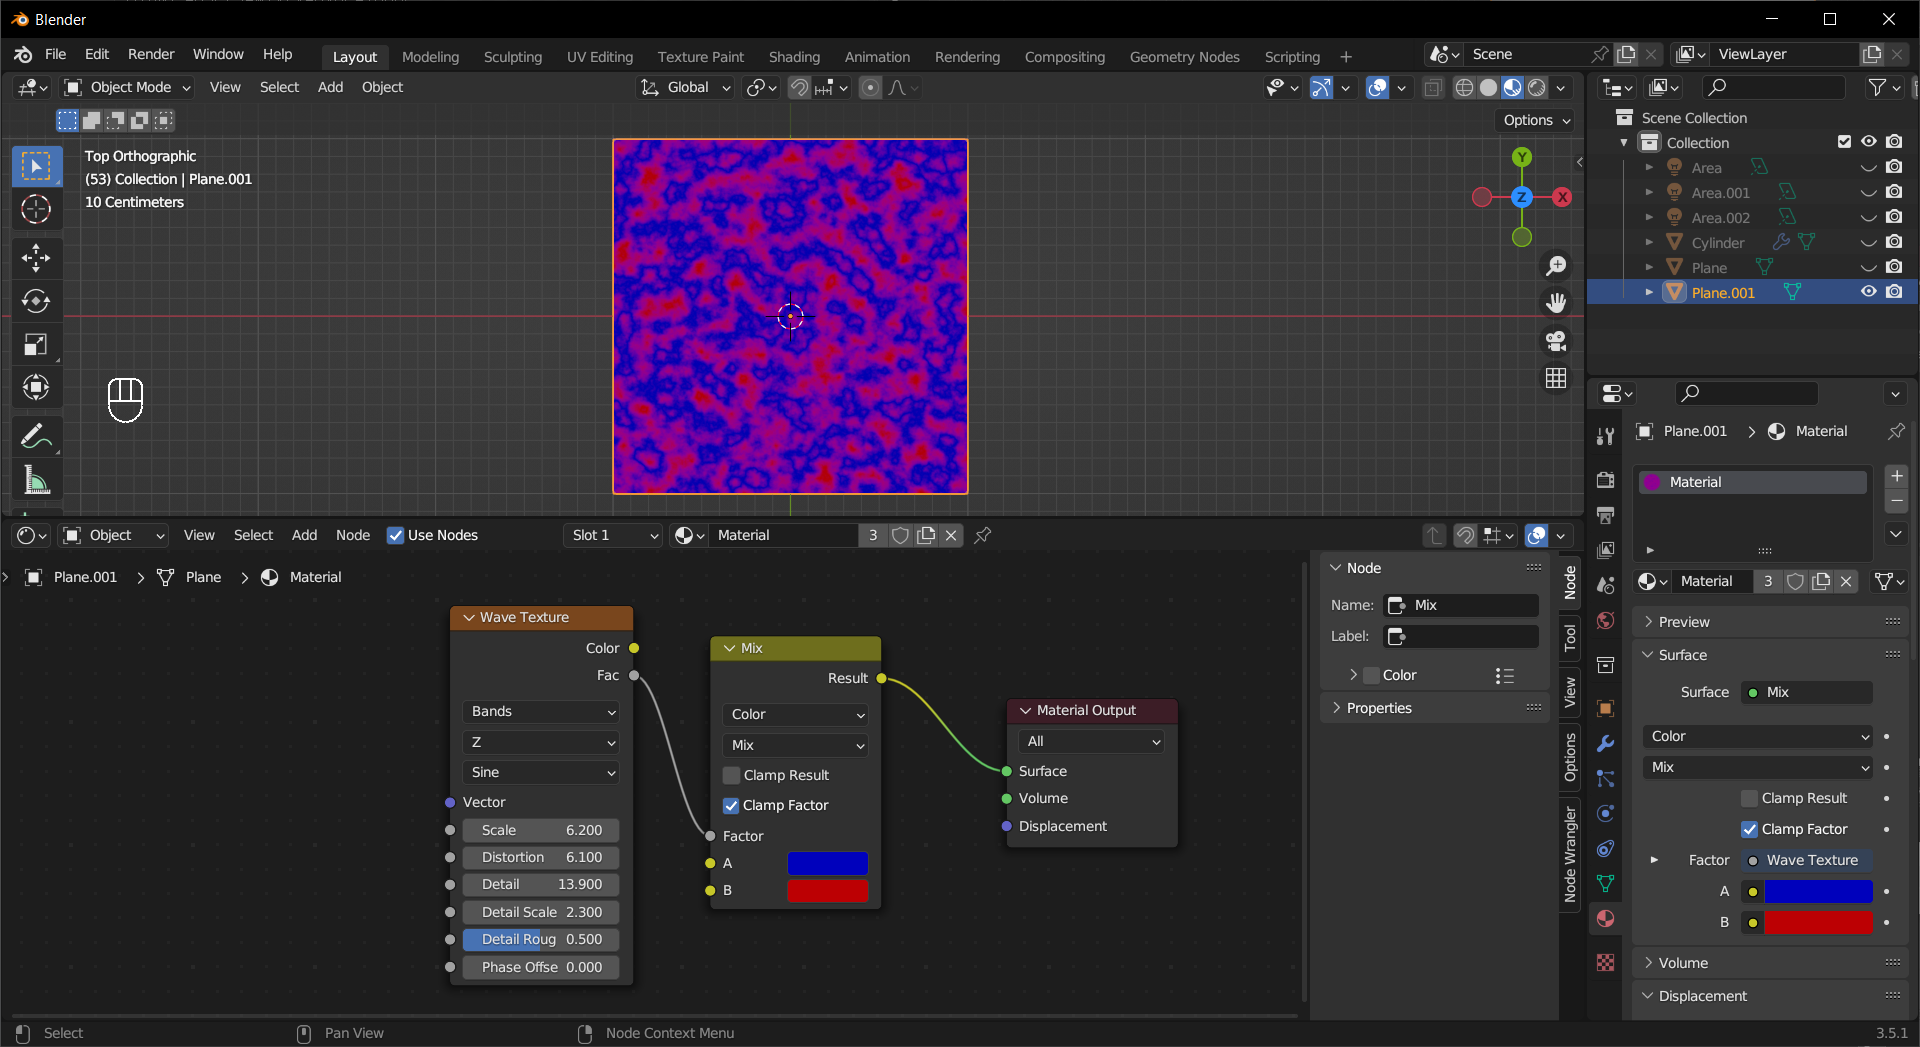 Blender
File Edit Render Window Help Layout Modeling Sculpting UV Editing Texture Paint Shading Animation Rendering Compositing Geometry Nodes Scripting + Scene ViewLayer
Object Mode View Select Add Object Global
Options
Top Orthographic
(53) Collection | Plane.001
10 Centimeters
Y
Z
X
Scene Collection
Collection
Area
Area.001
Area.002
Cylinder
Plane
Plane.001
Plane.001 > Material
Material
Material 3
Preview
Surface
Surface Mix
Color
Mix
Clamp Result
Clamp Factor
Factor Wave Texture
A
B
Volume
Displacement
Object View Select Add Node Use Nodes Slot 1 Material 3
Plane.001 > Plane > Material
Wave Texture
Color
Fac
Bands
Z
Sine
Vector
Scale 6.200
Distortion 6.100
Detail 13.900
Detail Scale 2.300
Detail Roug 0.500
Phase Offse 0.000
Mix
Result
Color
Mix
Clamp Result
Clamp Factor
Factor
A
B
Material Output
All
Surface
Volume
Displacement
Node
Name: Mix
Label:
Color
Properties
Node
Tool
View
Options
Node Wrangler
Select Pan View Node Context Menu 3.5.1